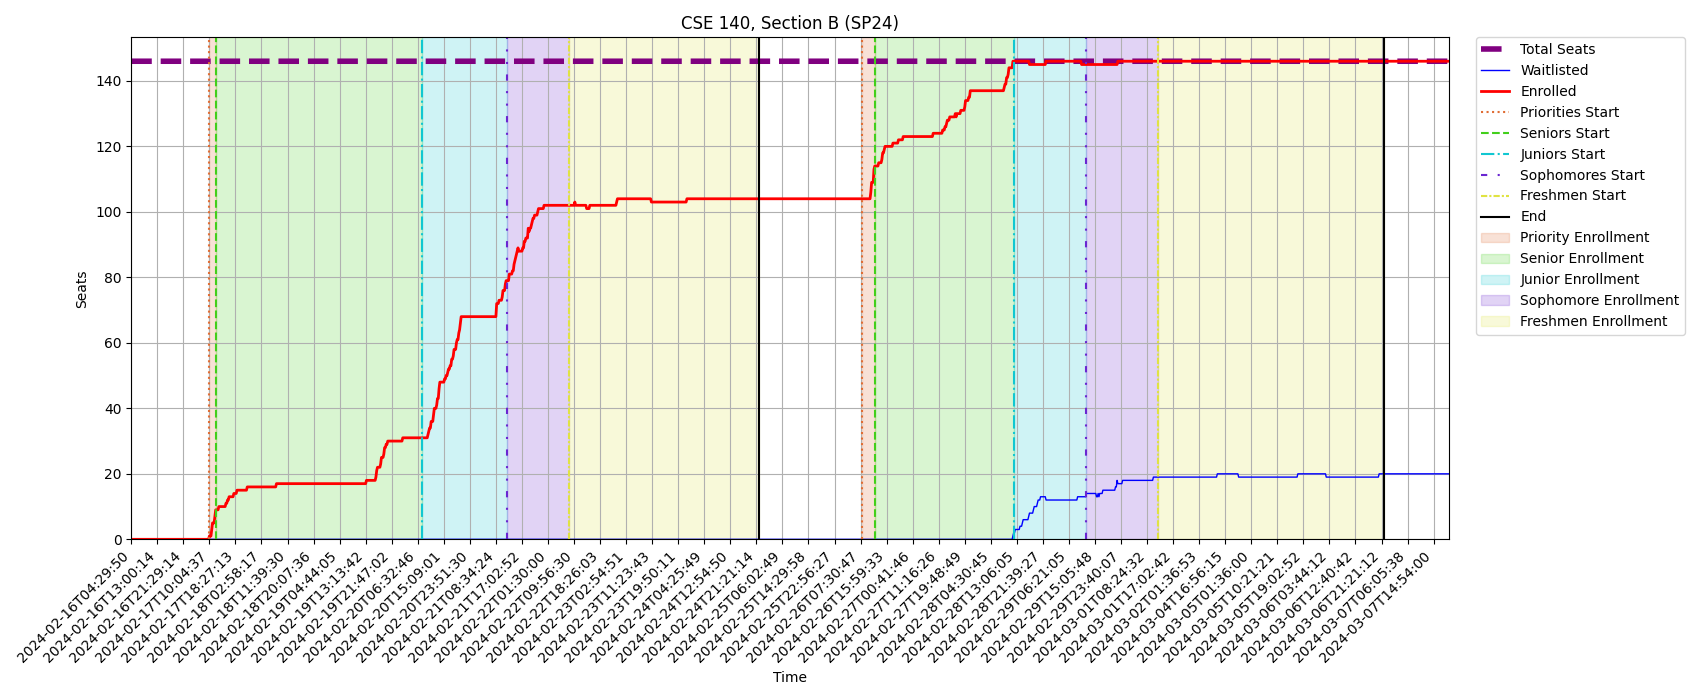 CSE 140, Section B (SP24)
Seats
140
120
100
80
60
40
20
0
2024-02-16T04:29:50
2024-02-16T13:00:14
2024-02-16T21:29:14
2024-02-17T10:04:37
2024-02-17T18:27:13
2024-02-18T02:58:17
2024-02-18T11:39:30
2024-02-18T20:07:36
2024-02-19T04:44:05
2024-02-19T13:13:42
2024-02-19T21:47:02
2024-02-20T06:32:46
2024-02-20T15:09:01
2024-02-20T23:51:30
2024-02-21T08:34:24
2024-02-21T17:02:52
2024-02-22T01:30:00
2024-02-22T09:56:30
2024-02-22T18:26:03
2024-02-23T02:54:51
2024-02-23T11:23:43
2024-02-23T19:50:11
2024-02-24T04:25:49
2024-02-24T12:54:50
2024-02-24T21:21:14
2024-02-25T06:02:49
2024-02-25T14:29:58
2024-02-25T22:56:27
2024-02-26T07:30:47
2024-02-26T15:59:33
2024-02-27T00:41:46
2024-02-27T11:16:26
2024-02-27T19:48:49
2024-02-28T04:30:45
2024-02-28T13:06:05
2024-02-28T21:39:27
2024-02-29T06:21:05
2024-02-29T15:05:48
2024-02-29T23:40:07
2024-03-01T08:24:32
2024-03-01T17:02:42
2024-03-02T01:36:53
2024-03-04T16:56:15
2024-03-05T01:36:00
2024-03-05T10:21:21
2024-03-05T19:02:52
2024-03-06T03:44:12
2024-03-06T12:40:42
2024-03-06T21:21:12
2024-03-07T06:05:38
2024-03-07T14:54:00
Time
Total Seats
Waitlisted
Enrolled
Priorities Start
Seniors Start
Juniors Start
Sophomores Start
Freshmen Start
End
Priority Enrollment
Senior Enrollment
Junior Enrollment
Sophomore Enrollment
Freshmen Enrollment